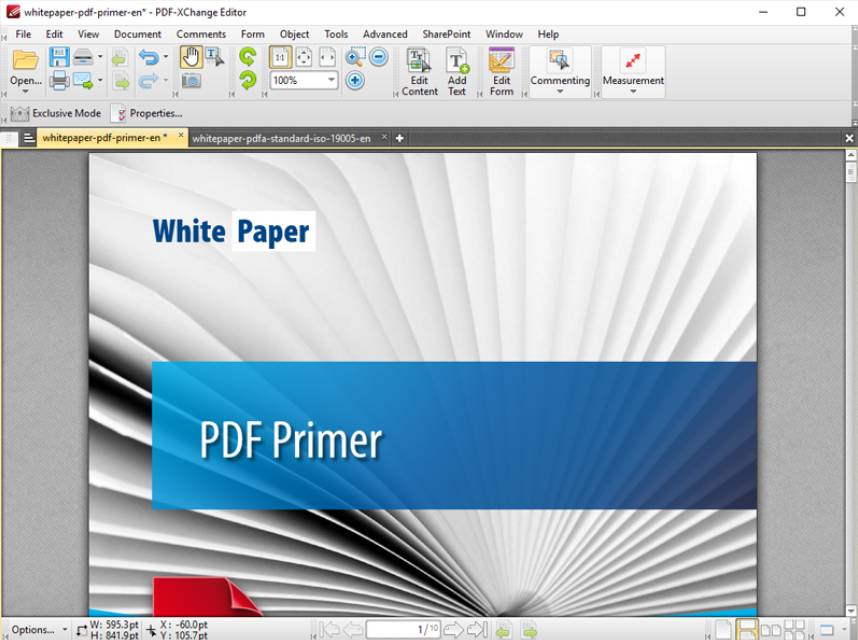 whitepaper-pdf-primer-en* - PDF-XChange Editor
File Edit View Document Comments Form Object Tools Advanced SharePoint Window Help
Open...
1:1
100%
Edit Content
Add Text
Edit Form
Commenting
Measurement
Exclusive Mode Properties...
whitepaper-pdf-primer-en * × whitepaper-pdfa-standard-iso-19005-en ×
White Paper
PDF Primer
Options... W: 595.3pt X: -60.0pt 1/10
H: 841.9pt Y: 105.7pt